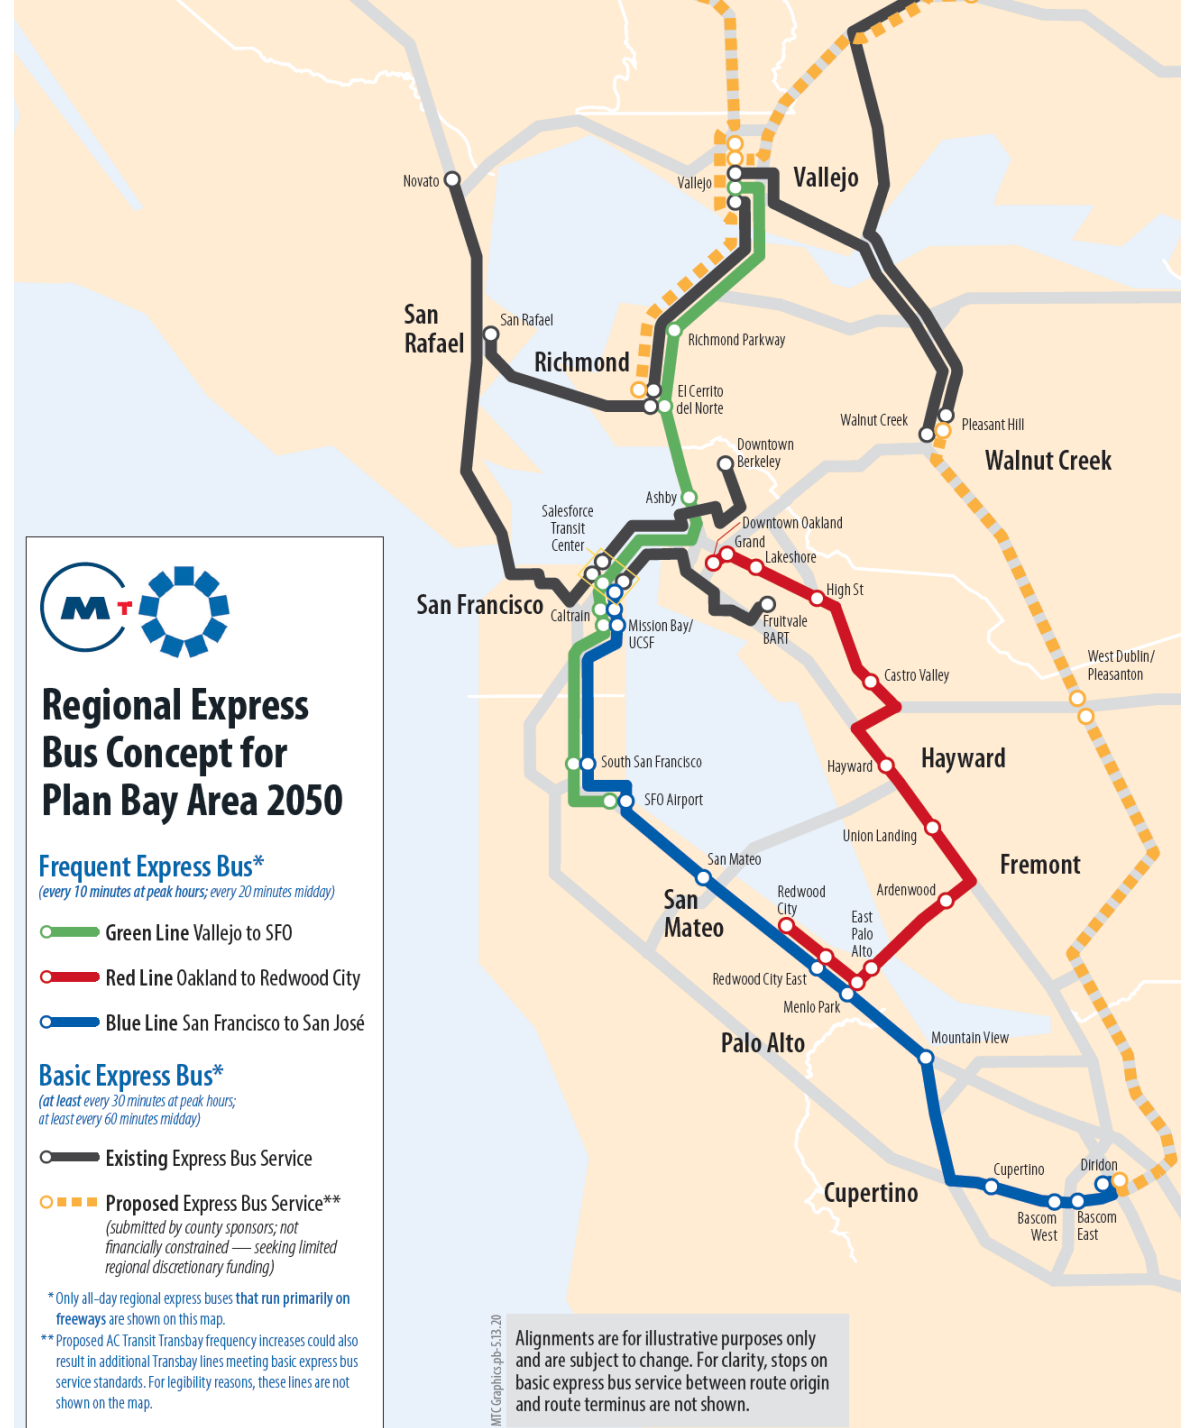 Novato
Vallejo
Vallejo
San
Rafael
San Rafael
Richmond
Richmond Parkway
El Cerrito
del Norte
Walnut Creek
Pleasant Hill
Walnut Creek
Downtown
Berkeley
Ashby
Salesforce
Transit
Center
Downtown Oakland
Grand
Lakeshore
High St
San Francisco
Caltrain
Mission Bay/
UCSF
Fruitvale
BART
West Dublin/
Pleasanton
Castro Valley
Hayward
Hayward
South San Francisco
SFO Airport
Union Landing
San Mateo
Fremont
San
Mateo
Redwood
City
Ardenwood
East
Palo
Alto
Redwood City East
Menlo Park
Palo Alto
Mountain View
Cupertino
Cupertino
Diridon
Bascom
West
Bascom
East
M T
Regional Express
Bus Concept for
Plan Bay Area 2050
Frequent Express Bus*
(every 10 minutes at peak hours; every 20 minutes midday)
Green Line Vallejo to SFO
Red Line Oakland to Redwood City
Blue Line San Francisco to San José
Basic Express Bus*
(at least every 30 minutes at peak hours;
at least every 60 minutes midday)
Existing Express Bus Service
Proposed Express Bus Service**
(submitted by county sponsors; not
financially constrained — seeking limited
regional discretionary funding)
* Only all-day regional express buses that run primarily on
freeways are shown on this map.
** Proposed AC Transit Transbay frequency increases could also
result in additional Transbay lines meeting basic express bus
service standards. For legibility reasons, these lines are not
shown on the map.
MTC Graphics.pb-5.13.20
Alignments are for illustrative purposes only
and are subject to change. For clarity, stops on
basic express bus service between route origin
and route terminus are not shown.